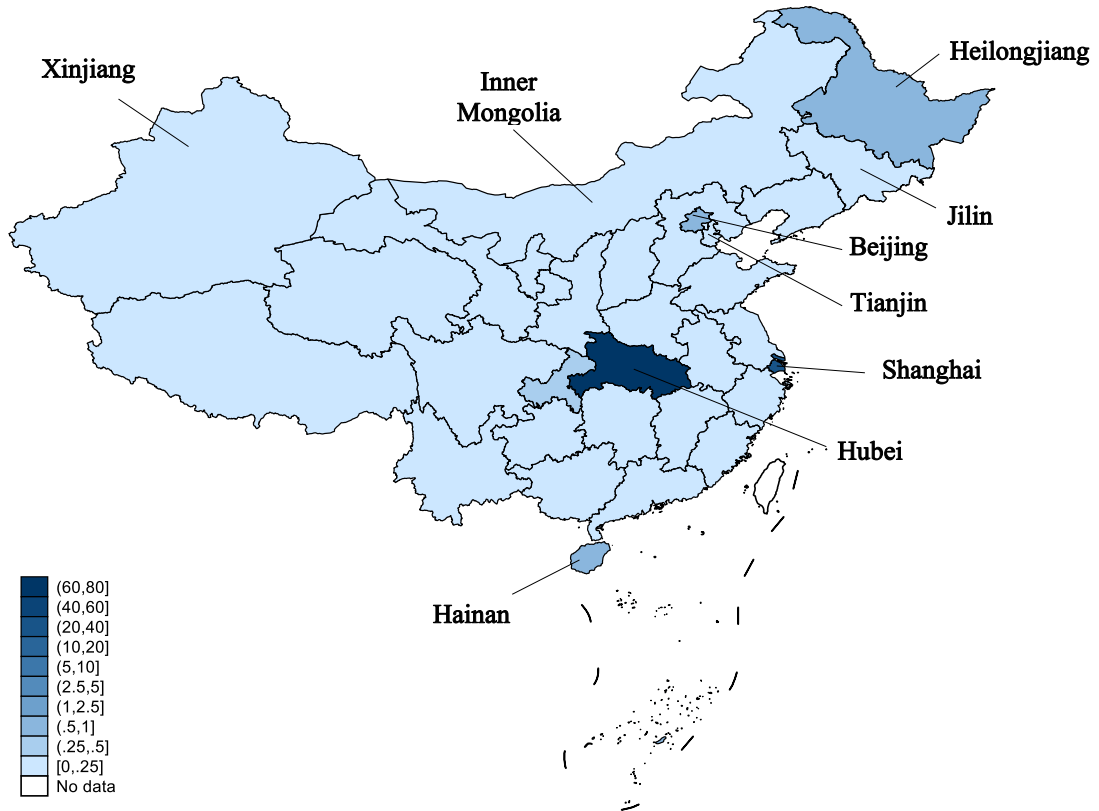 Heilongjiang
Xinjiang
Inner
Mongolia
Jilin
Beijing
Tianjin
Shanghai
Hubei
Hainan
(60,80]
(40,60]
(20,40]
(10,20]
(5,10]
(2.5,5]
(1,2.5]
(.5,1]
(.25,.5]
[0,.25]
No data